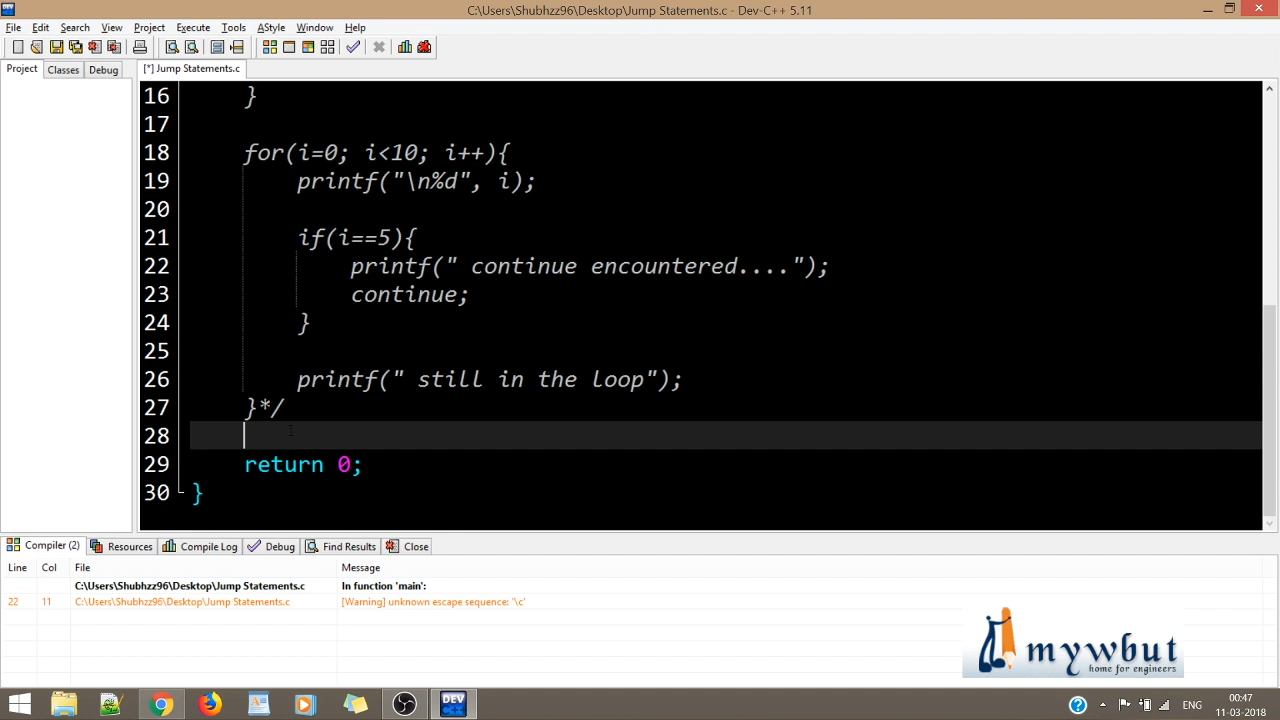 C:\Users\Shubhzz96\Desktop\Jump Statements.c - Dev-C++ 5.11
File Edit Search View Project Execute Tools AStyle Window Help
Project Classes Debug [*] Jump Statements.c
16 }
17
18 for(i=0; i<10; i++){
19 printf("\n%d", i);
20
21 if(i==5){
22 printf(" continue encountered....");
23 continue;
24 }
25
26 printf(" still in the loop");
27 }*/
28
29 return 0;
30 }
Compiler (2) Resources Compile Log Debug Find Results Close
Line Col File Message
C:\Users\Shubhzz96\Desktop\Jump Statements.c In function 'main':
22 11 C:\Users\Shubhzz96\Desktop\Jump Statements.c [Warning] unknown escape sequence: '\c'
mywbut
home for engineers
DEV
ENG
00:47
11-03-2018